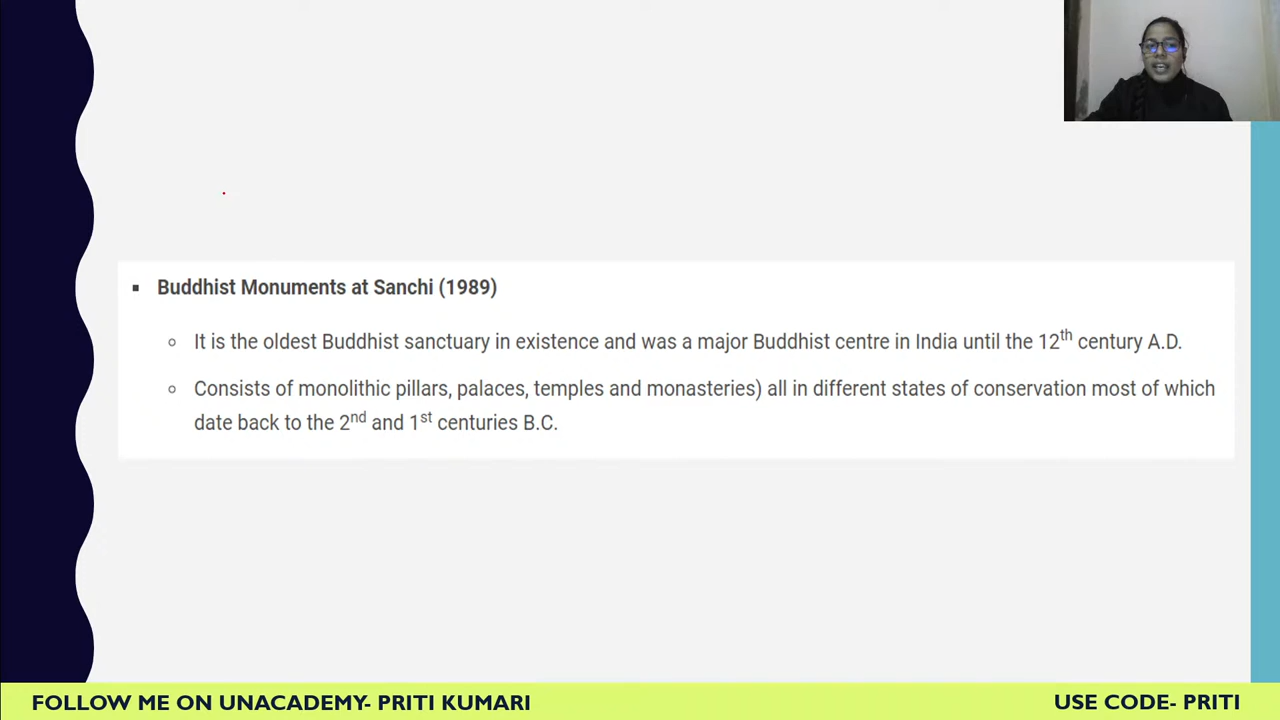 Buddhist Monuments at Sanchi (1989)
It is the oldest Buddhist sanctuary in existence and was a major Buddhist centre in India until the 12th century A.D.
Consists of monolithic pillars, palaces, temples and monasteries) all in different states of conservation most of which
date back to the 2nd and 1st centuries B.C.
FOLLOW ME ON UNACADEMY- PRITI KUMARI
USE CODE- PRITI